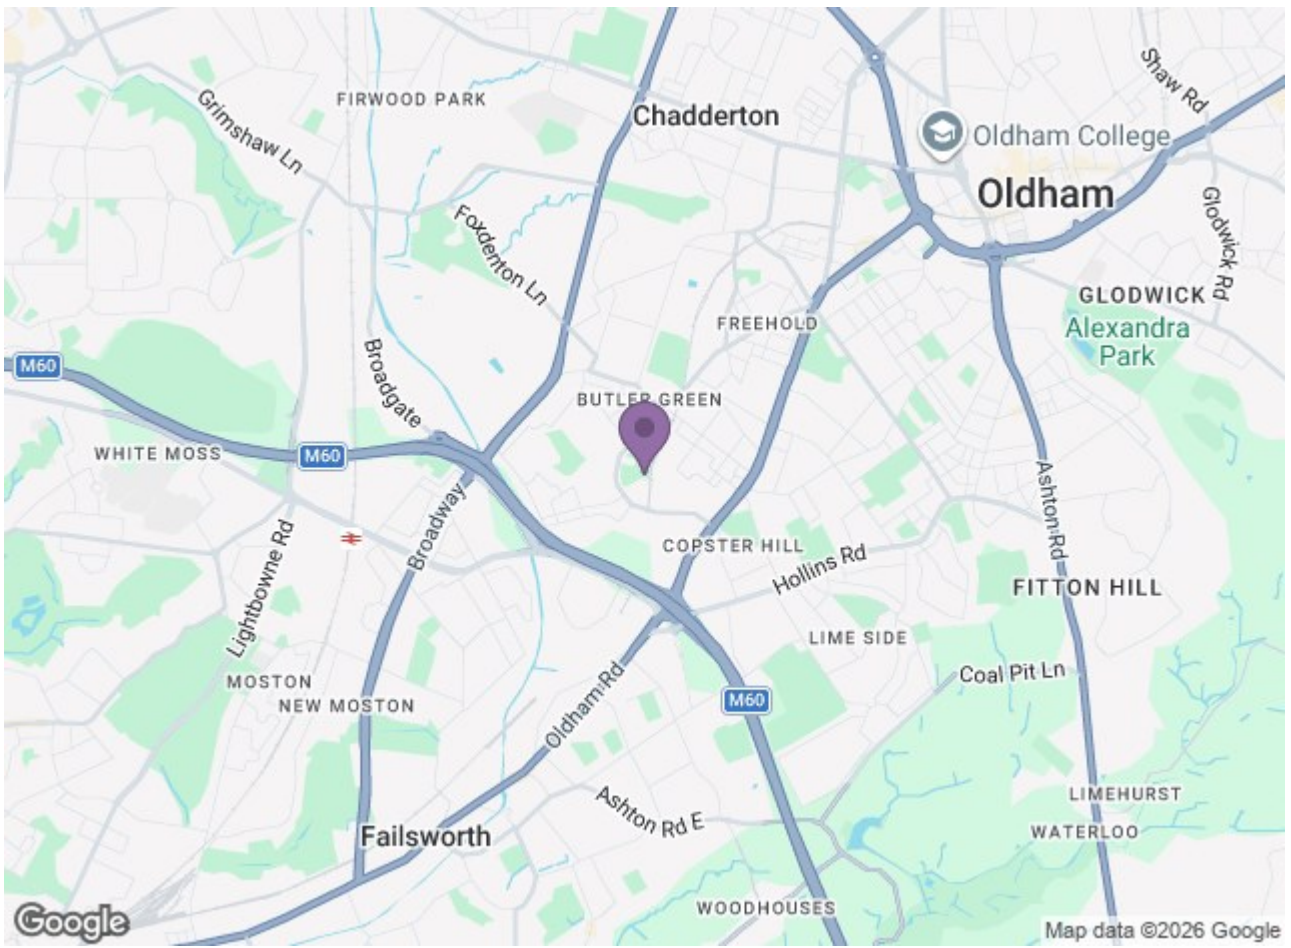 Shaw Rd
FIRWOOD PARK
Grimshaw Ln
Chadderton
Oldham College
Oldham
Glodwick Rd
Foxdenton Ln
GLODWICK
FREEHOLD
Alexandra
Park
M60
Broadgate
BUTLER GREEN
WHITE MOSS
M60
Broadway
Ashton Rd
Lightbowne Rd
COPSTER HILL
Hollins Rd
FITTON HILL
LIME SIDE
Coal Pit Ln
MOSTON
NEW MOSTON
Oldham Rd
M60
LIMEHURST
Ashton Rd E
WATERLOO
Failsworth
WOODHOUSES
Google
Map data ©2026 Google